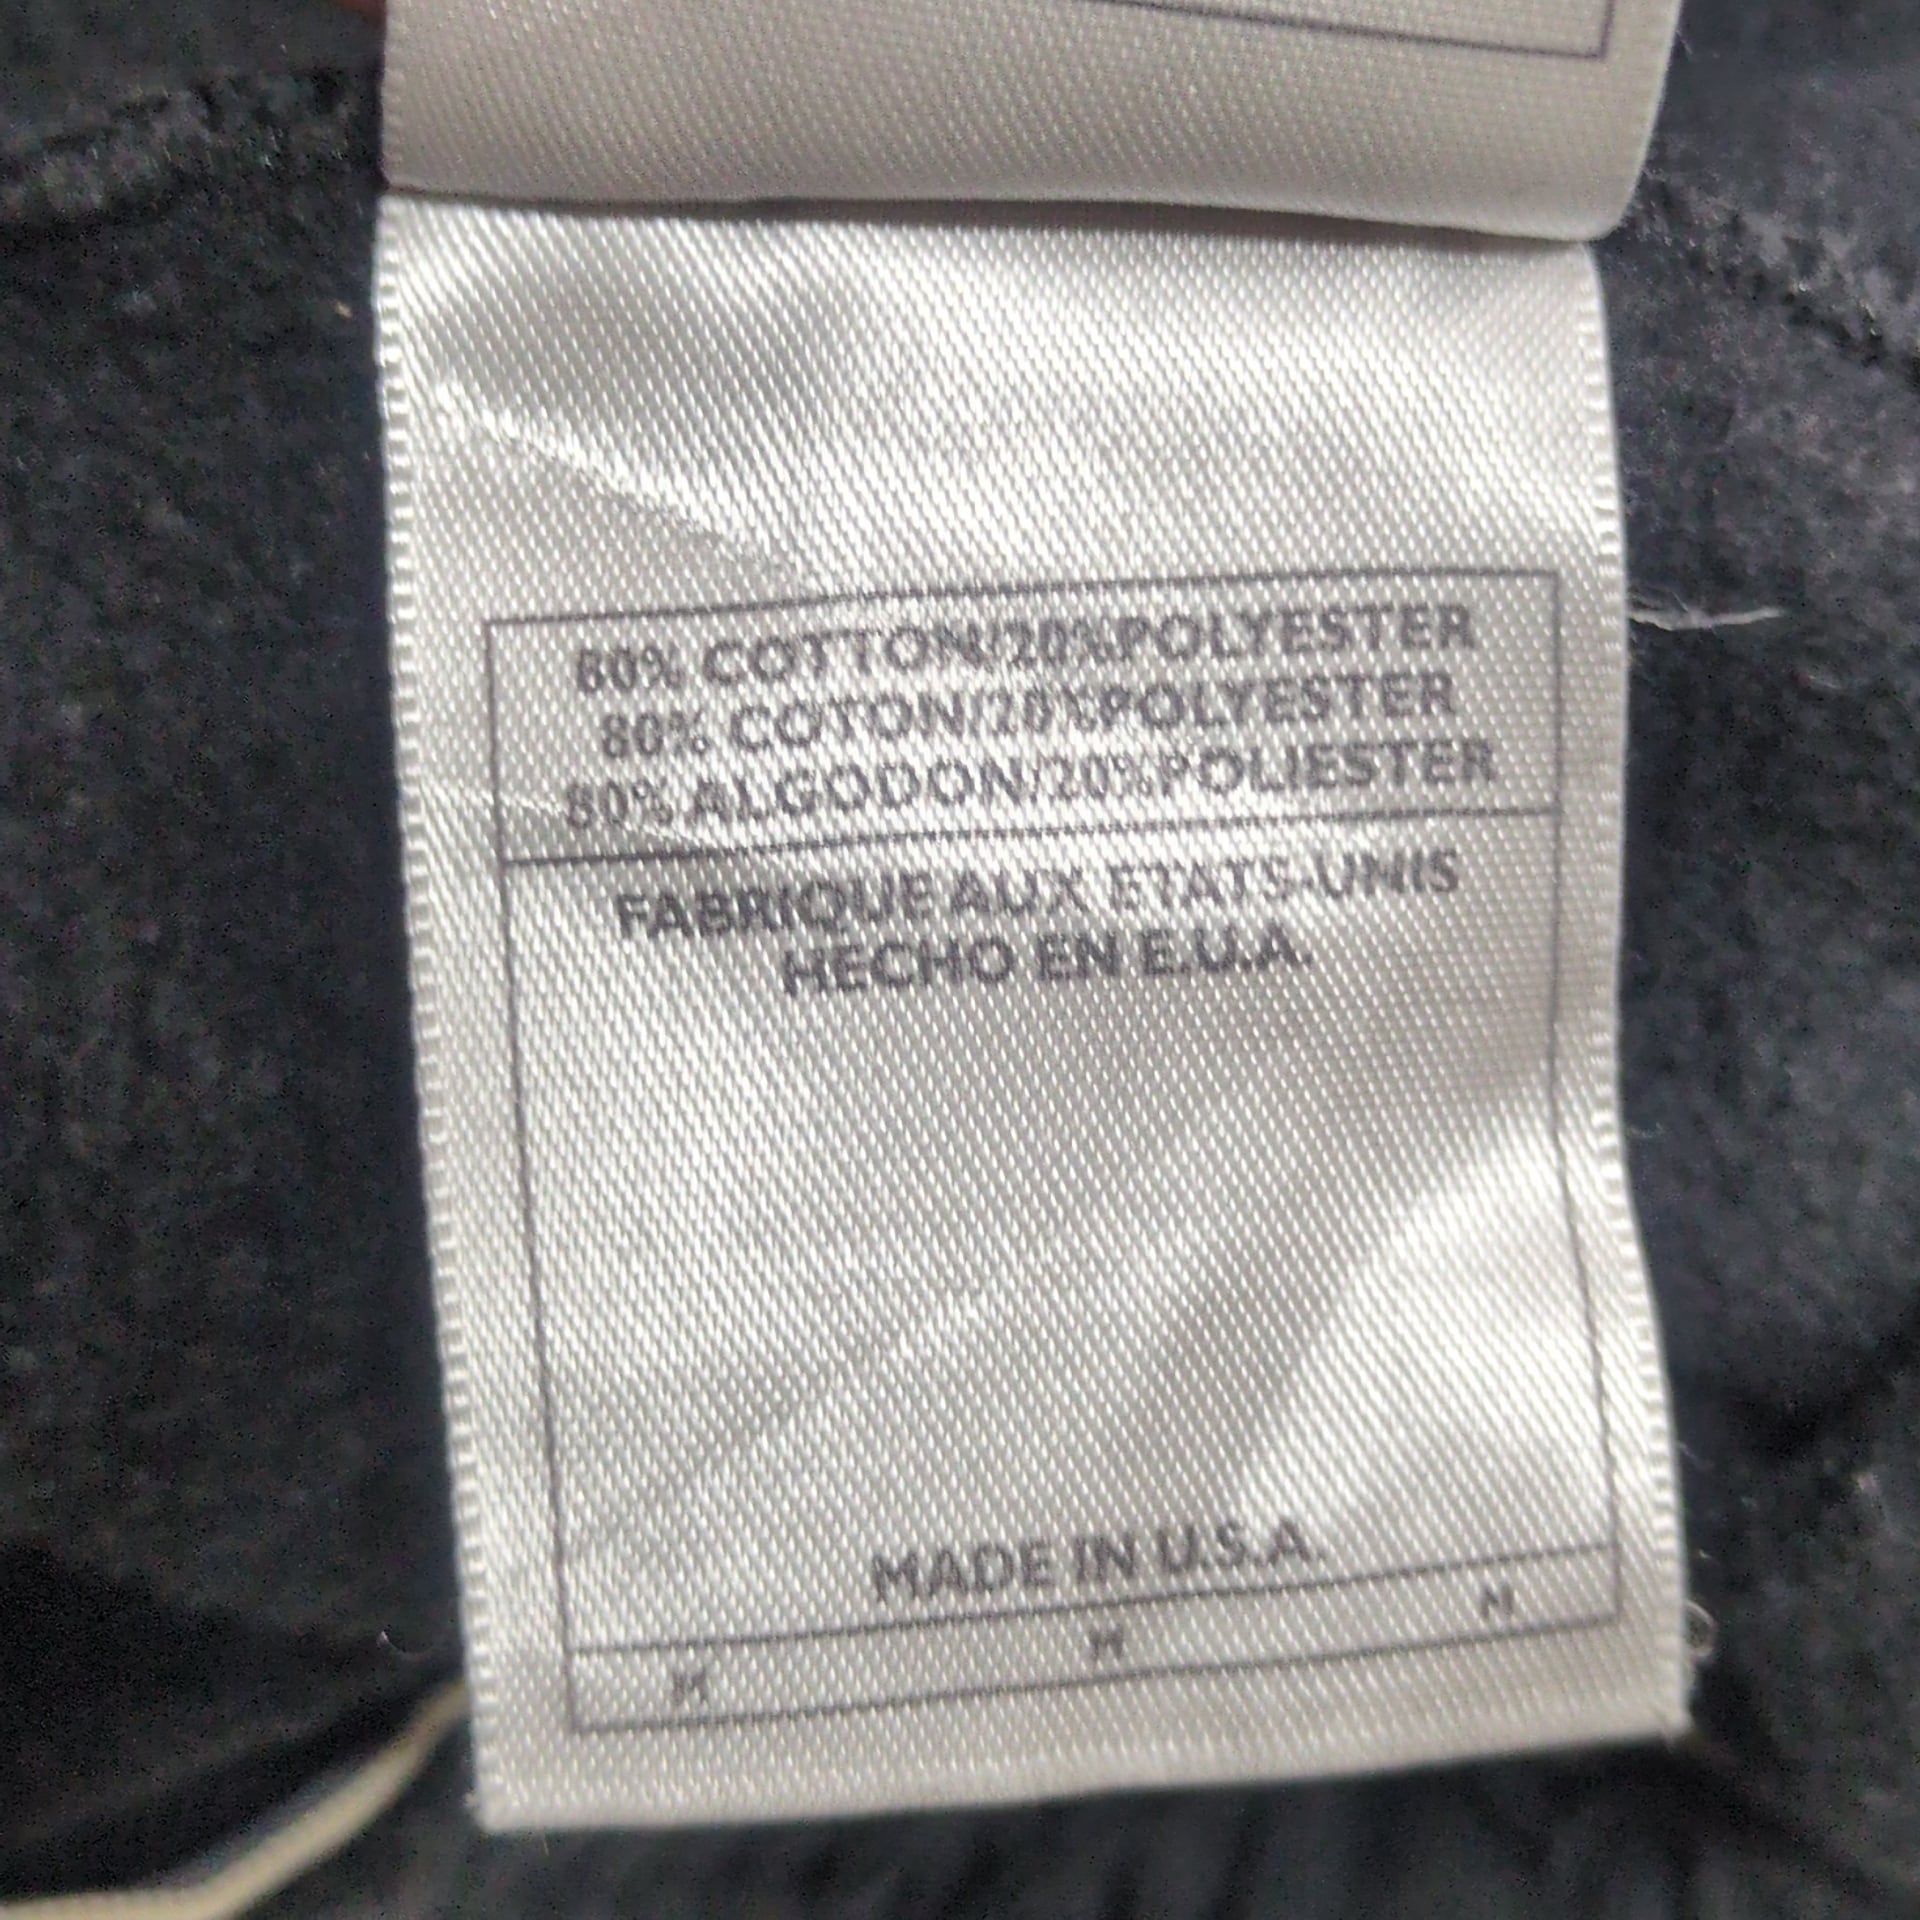 80% COTTON/20%POLYESTER
80% COTON/20%POLYESTER
80% ALGODON/20%POLIESTER
FABRIQUE AUX ETATS-UNIS
HECHO EN E.U.A.
MADE IN U.S.A.